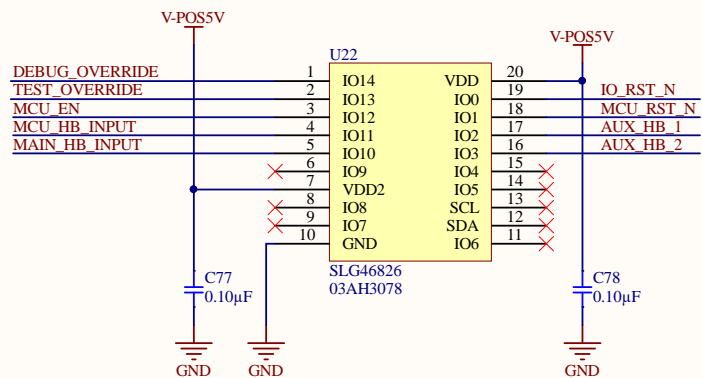 V-POS5V
V-POS5V
U22
DEBUG_OVERRIDE 1 IO14 VDD 20
TEST_OVERRIDE 2 IO13 IO0 19 IO_RST_N
MCU_EN 3 IO12 IO1 18 MCU_RST_N
MCU_HB_INPUT 4 IO11 IO2 17 AUX_HB_1
MAIN_HB_INPUT 5 IO10 IO3 16 AUX_HB_2
6 IO9 IO4 15
7 VDD2 IO5 14
8 IO8 SCL 13
9 IO7 SDA 12
10 GND IO6 11
SLG46826
03AH3078
C77
0.10µF
C78
0.10µF
GND
GND
GND